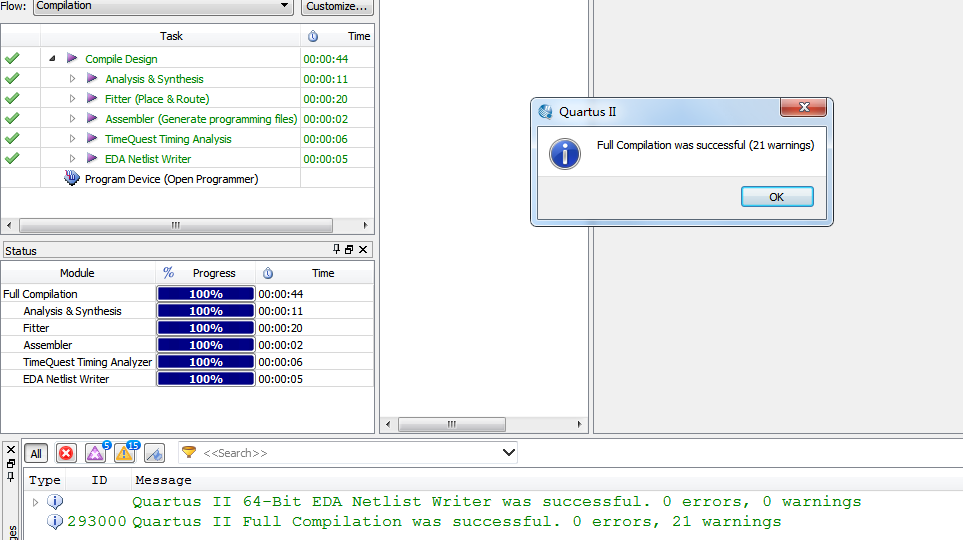 Flow: Compilation Customize...
Task Time
Compile Design 00:00:44
Analysis & Synthesis 00:00:11
Fitter (Place & Route) 00:00:20
Assembler (Generate programming files) 00:00:02
TimeQuest Timing Analysis 00:00:06
EDA Netlist Writer 00:00:05
Program Device (Open Programmer)
Quartus II
Full Compilation was successful (21 warnings)
OK
Status
Module % Progress Time
Full Compilation 100% 00:00:44
Analysis & Synthesis 100% 00:00:11
Fitter 100% 00:00:20
Assembler 100% 00:00:02
TimeQuest Timing Analyzer 100% 00:00:06
EDA Netlist Writer 100% 00:00:05
All 5 15 <<Search>>
Type ID Message
Quartus II 64-Bit EDA Netlist Writer was successful. 0 errors, 0 warnings
293000 Quartus II Full Compilation was successful. 0 errors, 21 warnings